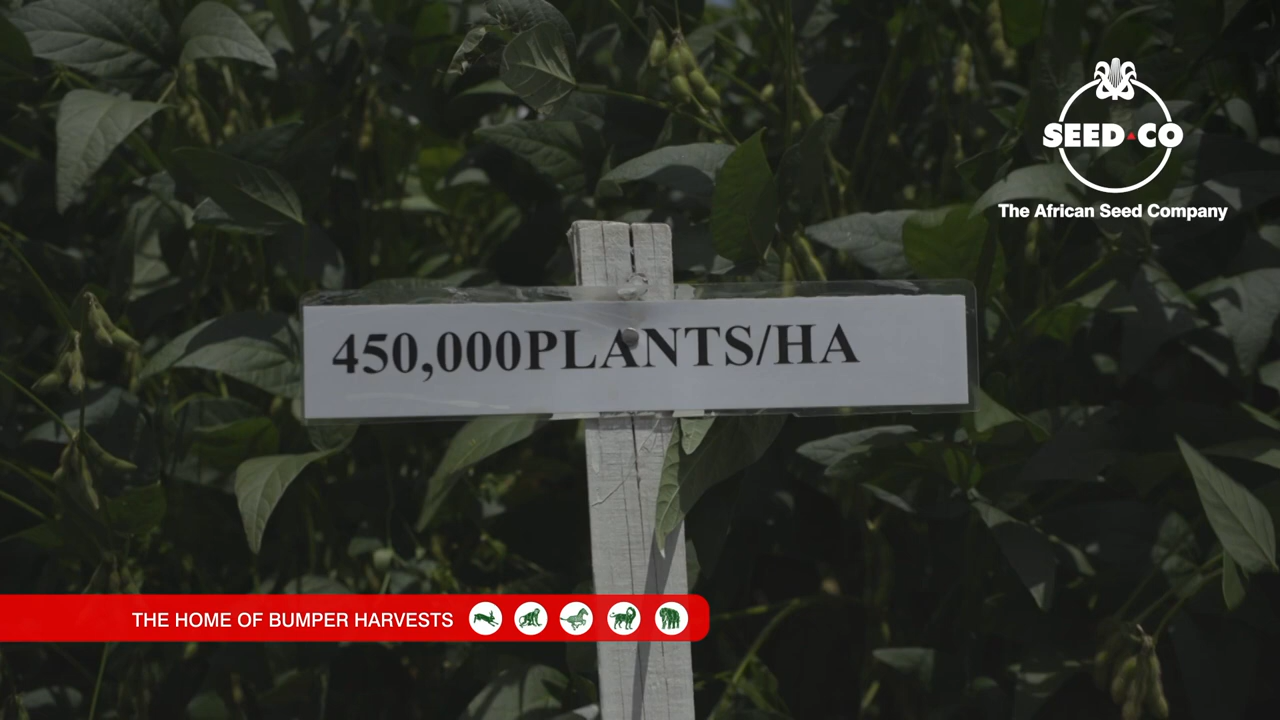 SEED CO
The African Seed Company
450,000PLANTS/HA
THE HOME OF BUMPER HARVESTS